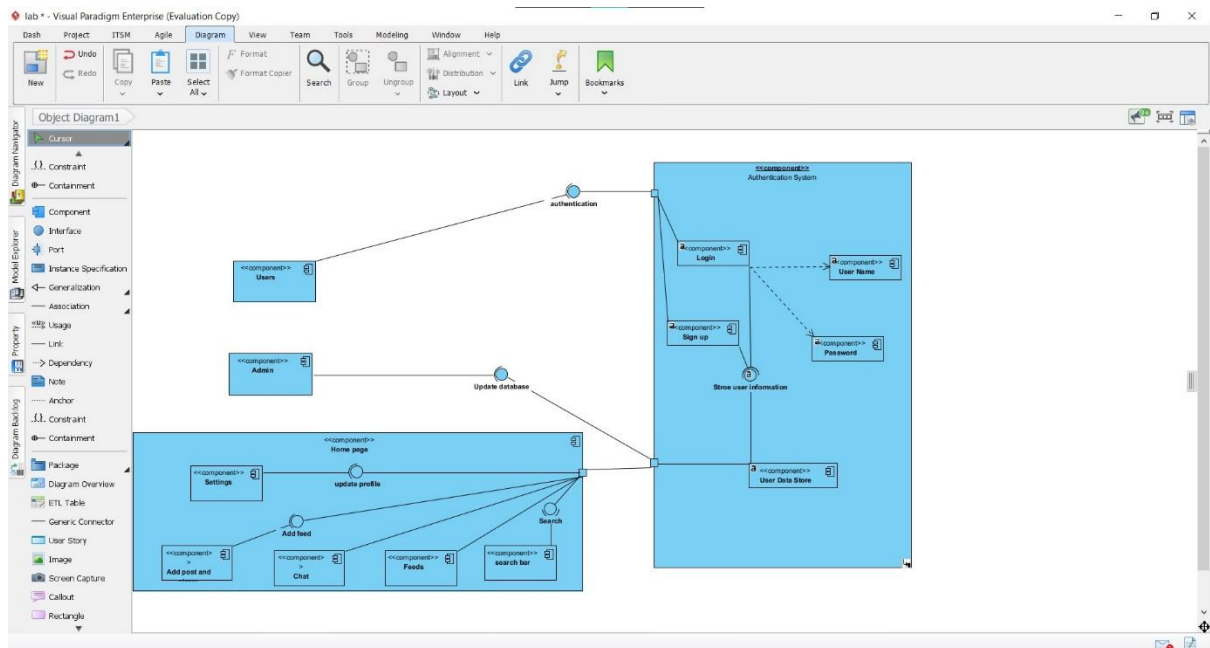 lab * - Visual Paradigm Enterprise (Evaluation Copy)
Dash Project ITSM Agile Diagram View Team Tools Modeling Window Help
New
Undo
Redo
Copy
Paste
Select
All
Format
Format Copier
Search
Group
Ungroup
Alignment
Distribution
Layout
Link
Jump
Bookmarks
Object Diagram1
Diagram Navigator
Model Explorer
Property
Diagram Backlog
Cursor
Constraint
Containment
Component
Interface
Port
Instance Specification
Generalization
Association
Usage
Link
Dependency
Note
Anchor
Constraint
Containment
Package
Diagram Overview
ETL Table
Generic Connector
User Story
Image
Screen Capture
Callout
Rectangle
<<component>>
Authentication System
authentication
<<component>>
Login
<<component>>
User Name
<<component>>
Users
<<component>>
Sign up
<<component>>
Password
<<component>>
Admin
Update database
Stroe user information
<<component>>
Home page
<<component>>
Settings
update profile
<<component>>
User Data Store
Search
Add feed
<<component>
>
Add post and
<<component>
>
Chat
<<component>>
Feeds
<<component>>
search bar